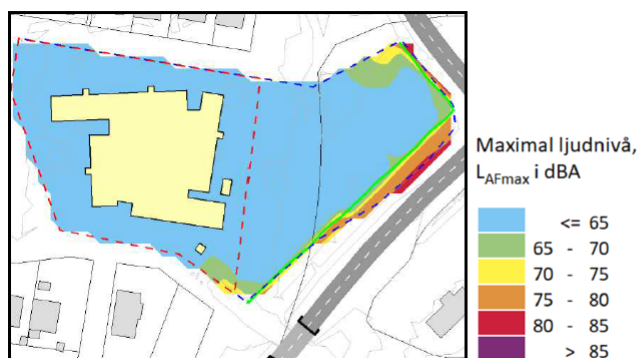 Maximal ljudnivå,
LAFmax i dBA
<= 65
65 - 70
70 - 75
75 - 80
80 - 85
> 85